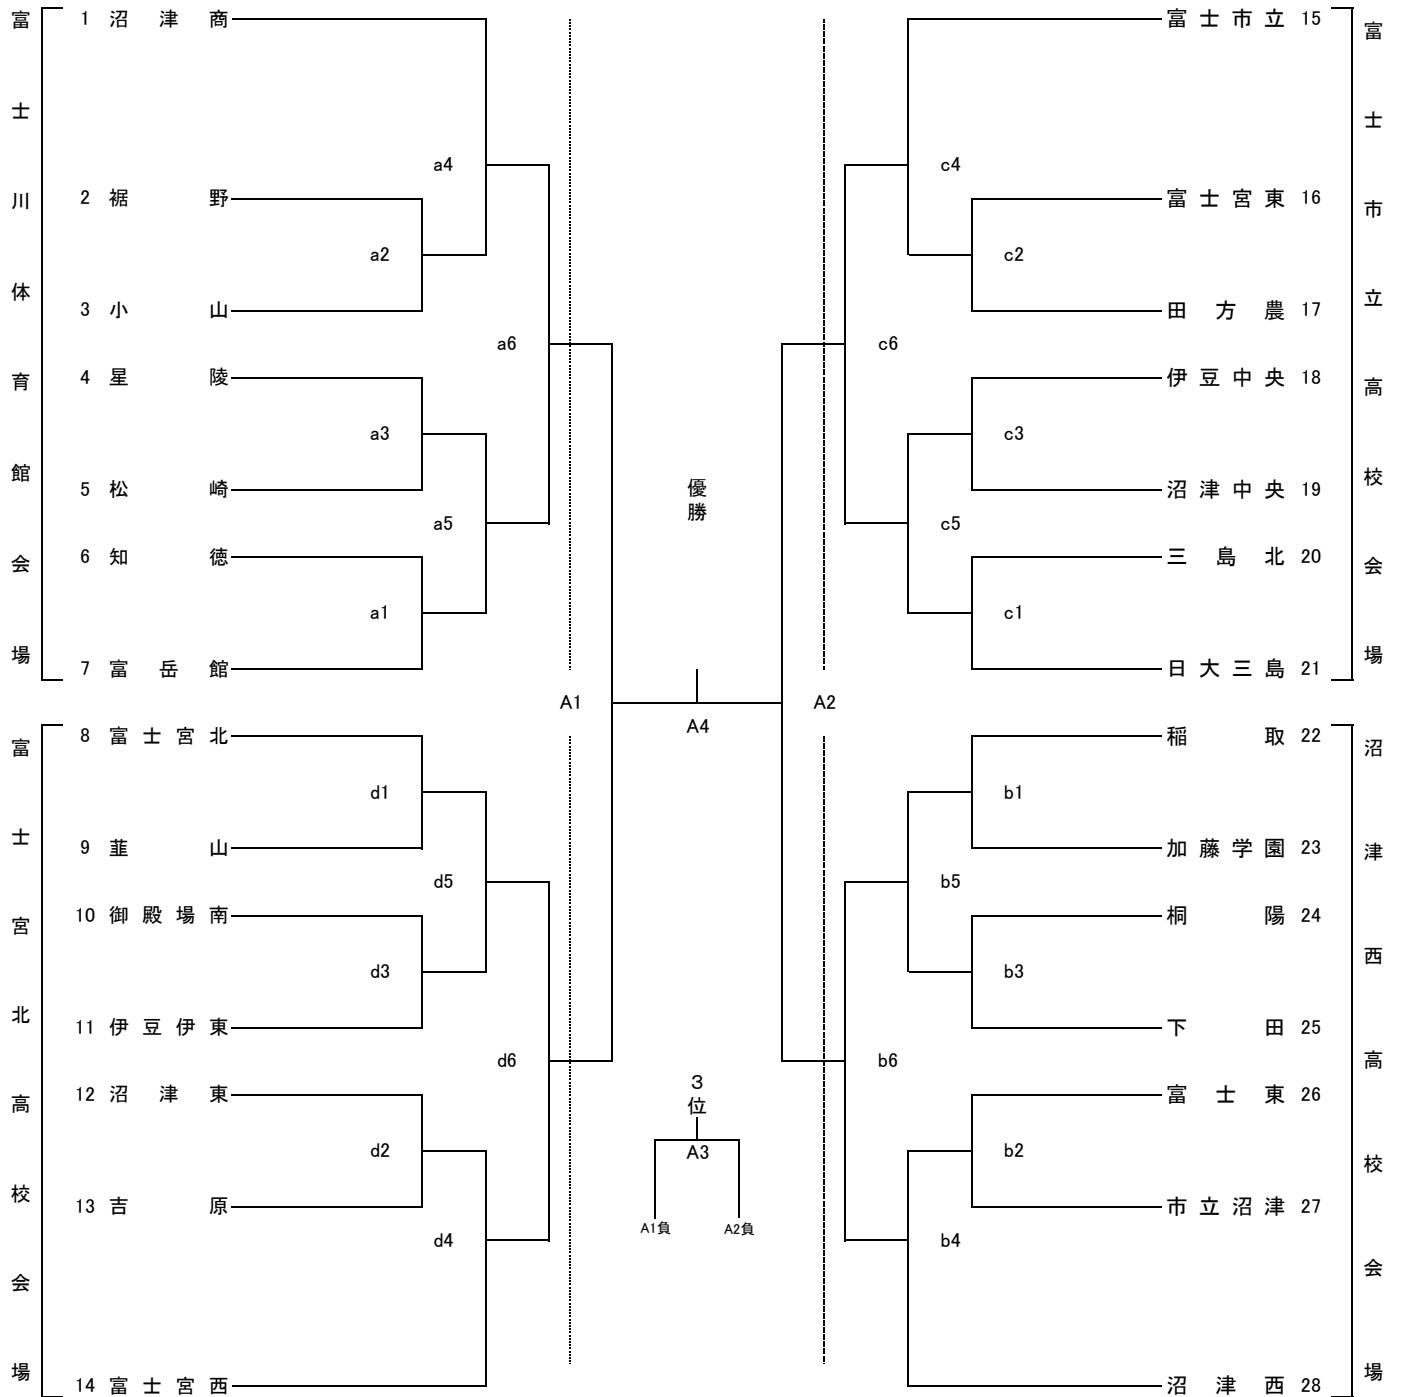 富士川体育館会場
1 沼津商
a4
2 裾野
a2
3 小山
a6
4 星陵
a3
5 松崎
a5
6 知徳
a1
7 富岳館
富士宮北高校会場
8 富士宮北
d1
9 韮山
d5
10 御殿場南
d3
11 伊豆伊東
d6
12 沼津東
d2
13 吉原
d4
14 富士宮西
A1
優勝
A4
A2
3位
A3
A1負 A2負
富士市立高校会場
富士市立 15
c4
富士宮東 16
c2
田方農 17
c6
伊豆中央 18
c3
沼津中央 19
c5
三島北 20
c1
日大三島 21
沼津西高校会場
稲取 22
b1
加藤学園 23
b5
桐陽 24
b3
下田 25
b6
富士東 26
b2
市立沼津 27
b4
沼津西 28